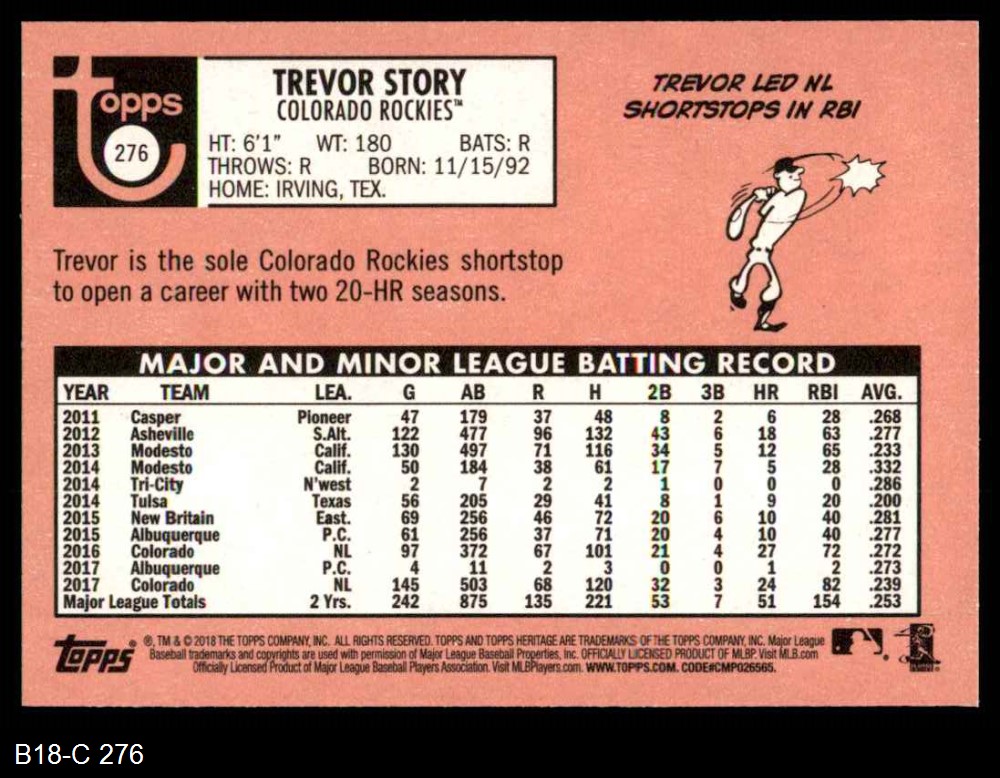 topps
276
TREVOR STORY
COLORADO ROCKIES™
HT: 6'1" WT: 180 BATS: R
THROWS: R BORN: 11/15/92
HOME: IRVING, TEX.
TREVOR LED NL
SHORTSTOPS IN RBI
Trevor is the sole Colorado Rockies shortstop
to open a career with two 20-HR seasons.
MAJOR AND MINOR LEAGUE BATTING RECORD
YEAR TEAM LEA. G AB R H 2B 3B HR RBI AVG.
2011 Casper Pioneer 47 179 37 48 8 2 6 28 .268
2012 Asheville S.Alt. 122 477 96 132 43 6 18 63 .277
2013 Modesto Calif. 130 497 71 116 34 5 12 65 .233
2014 Modesto Calif. 50 184 38 61 17 7 5 28 .332
2014 Tri-City N'west 2 7 2 2 1 0 0 0 .286
2014 Tulsa Texas 56 205 29 41 8 1 9 20 .200
2015 New Britain East. 69 256 46 72 20 6 10 40 .281
2015 Albuquerque P.C. 61 256 37 71 20 4 10 40 .277
2016 Colorado NL 97 372 67 101 21 4 27 72 .272
2017 Albuquerque P.C. 4 11 2 3 0 0 1 2 .273
2017 Colorado NL 145 503 68 120 32 3 24 82 .239
Major League Totals 2 Yrs. 242 875 135 221 53 7 51 154 .253
topps® ®, TM & © 2018 THE TOPPS COMPANY, INC. ALL RIGHTS RESERVED. TOPPS AND TOPPS HERITAGE ARE TRADEMARKS OF THE TOPPS COMPANY, INC. Major League
Baseball trademarks and copyrights are used with permission of Major League Baseball Properties, Inc. OFFICIALLY LICENSED PRODUCT OF MLBP. Visit MLB.com
Officially Licensed Product of Major League Baseball Players Association. Visit MLBPlayers.com. WWW.TOPPS.COM. CODE#CMP026565.
B18-C 276